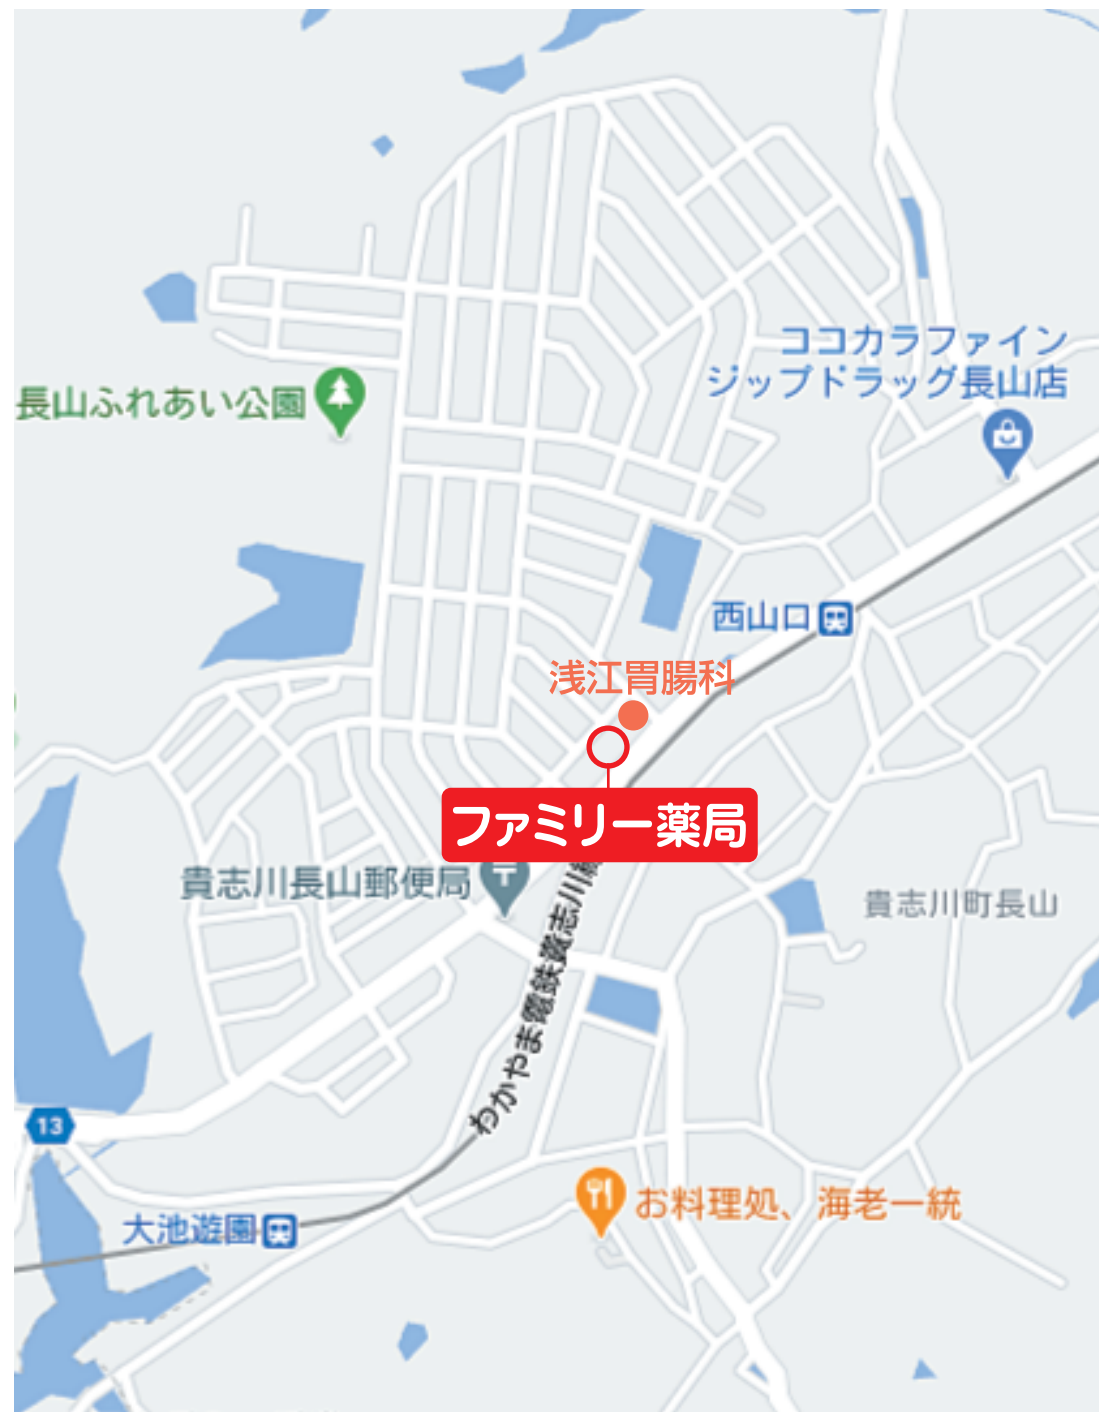 ココカラファイン
ジップドラッグ長山店
長山ふれあい公園
西山口
浅江胃腸科
ファミリー薬局
貴志川長山郵便局
貴志川町長山
わかやま電鉄貴志川線
13
お料理処、海老一統
大池遊園